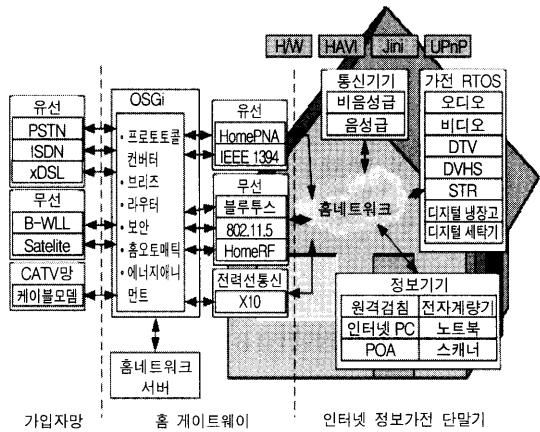 H/W HAVI Jini UPnP
유선
PSTN
ISDN
xDSL
무선
B-WLL
Satelite
CATV망
케이블모뎀
OSGi
• 프로토토콜
컨버터
• 브리즈
• 라우터
• 보안
• 홈오토매틱
• 에너지애니
먼트
홈네트워크
서버
유선
HomePNA
IEEE 1394
무선
블루투스
802.11.5
HomeRF
전력선통신
X10
통신기기
비음성급
음성급
홈네트워크
가전 RTOS
오디오
비디오
DTV
DVHS
STR
디지털 냉장고
디지털 세탁기
정보기기
원격검침 전자계량기
인터넷 PC 노트북
POA 스캐너
가입자망 홈 게이트웨이 인터넷 정보가전 단말기